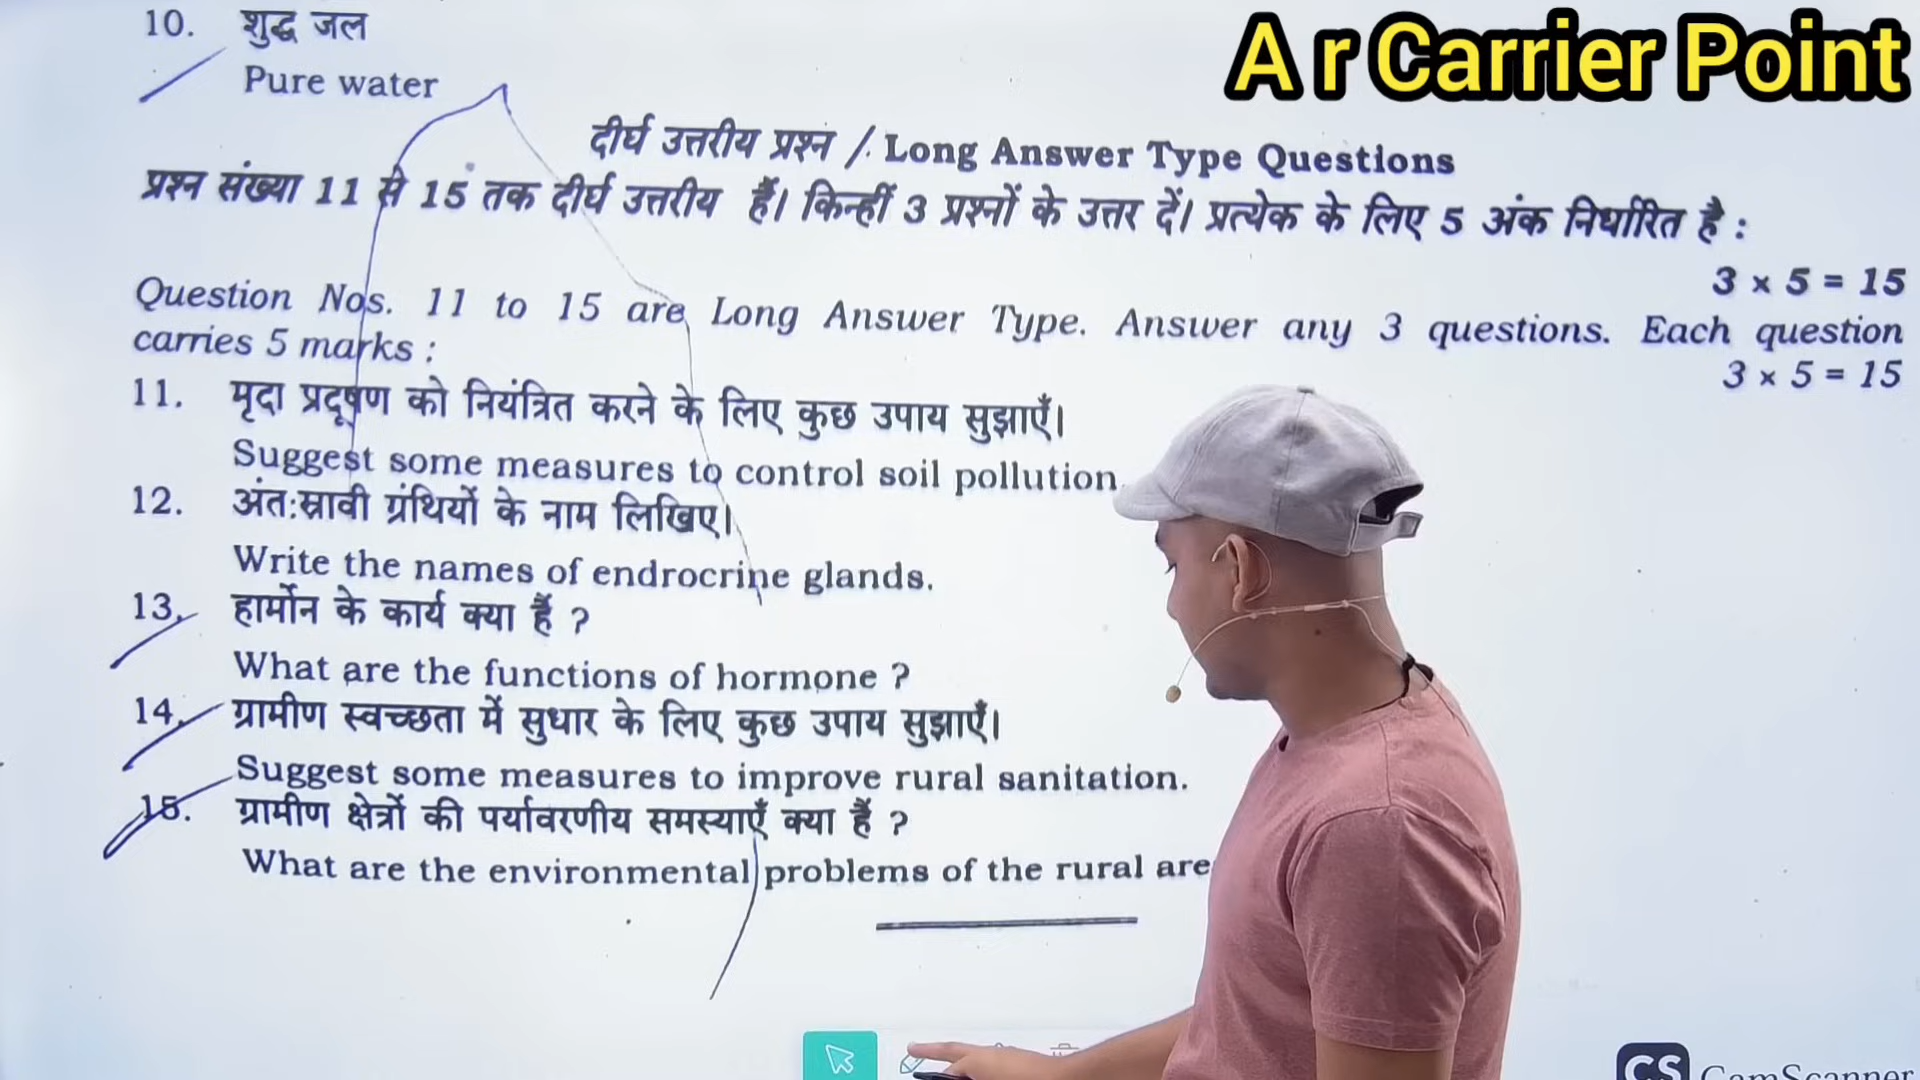 10. शुद्ध जल
A r Carrier Point
Pure water
दीर्घ उत्तरीय प्रश्न / Long Answer Type Questions
प्रश्न संख्या 11 से 15 तक दीर्घ उत्तरीय हैं। किन्हीं 3 प्रश्नों के उत्तर दें। प्रत्येक के लिए 5 अंक निर्धारित है :
3 × 5 = 15
Question Nos. 11 to 15 are Long Answer Type. Answer any 3 questions. Each question
carries 5 marks :
3 × 5 = 15
11. मृदा प्रदूषण को नियंत्रित करने के लिए कुछ उपाय सुझाएँ।
Suggest some measures to control soil pollution.
12. अंतःस्रावी ग्रंथियों के नाम लिखिए।
Write the names of endrocrine glands.
13. हार्मोन के कार्य क्या हैं ?
What are the functions of hormone ?
14. ग्रामीण स्वच्छता में सुधार के लिए कुछ उपाय सुझाएँ।
Suggest some measures to improve rural sanitation.
15. ग्रामीण क्षेत्रों की पर्यावरणीय समस्याएँ क्या हैं ?
What are the environmental problems of the rural are
CS CamScanner